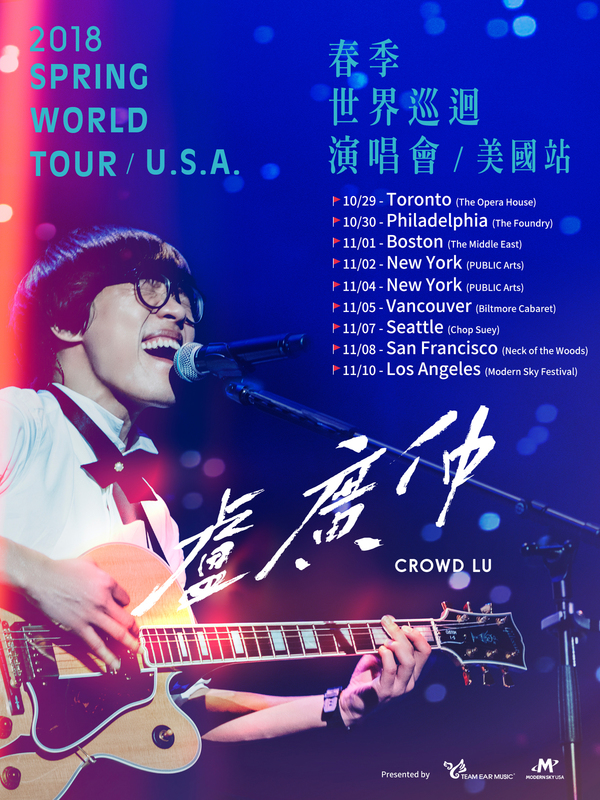 2018
SPRING
WORLD
TOUR / U.S.A.
春季
世界巡迴
演唱會 / 美國站
10/29 - Toronto (The Opera House)
10/30 - Philadelphia (The Foundry)
11/01 - Boston (The Middle East)
11/02 - New York (PUBLIC Arts)
11/04 - New York (PUBLIC Arts)
11/05 - Vancouver (Biltmore Cabaret)
11/07 - Seattle (Chop Suey)
11/08 - San Francisco (Neck of the Woods)
11/10 - Los Angeles (Modern Sky Festival)
盧廣仲
CROWD LU
Presented by
TEAM EAR MUSIC
MODERN SKY USA